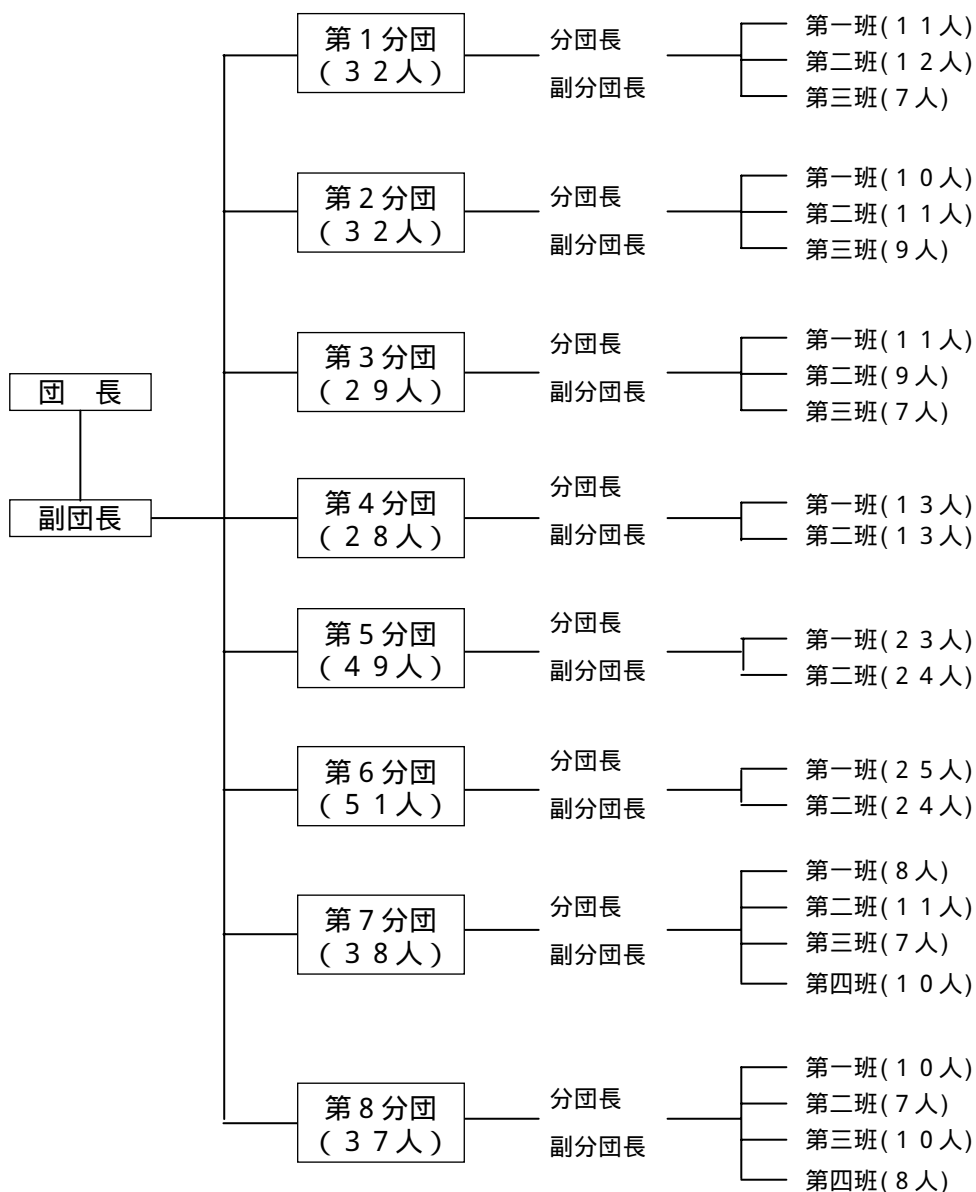 団　長
副団長
第１分団
(３２人)
分団長
副分団長
第一班(１１人)
第二班(１２人)
第三班(７人)
第２分団
(３２人)
分団長
副分団長
第一班(１０人)
第二班(１１人)
第三班(９人)
第３分団
(２９人)
分団長
副分団長
第一班(１１人)
第二班(９人)
第三班(７人)
第４分団
(２８人)
分団長
副分団長
第一班(１３人)
第二班(１３人)
第５分団
(４９人)
分団長
副分団長
第一班(２３人)
第二班(２４人)
第６分団
(５１人)
分団長
副分団長
第一班(２５人)
第二班(２４人)
第７分団
(３８人)
分団長
副分団長
第一班(８人)
第二班(１１人)
第三班(７人)
第四班(１０人)
第８分団
(３７人)
分団長
副分団長
第一班(１０人)
第二班(７人)
第三班(１０人)
第四班(８人)